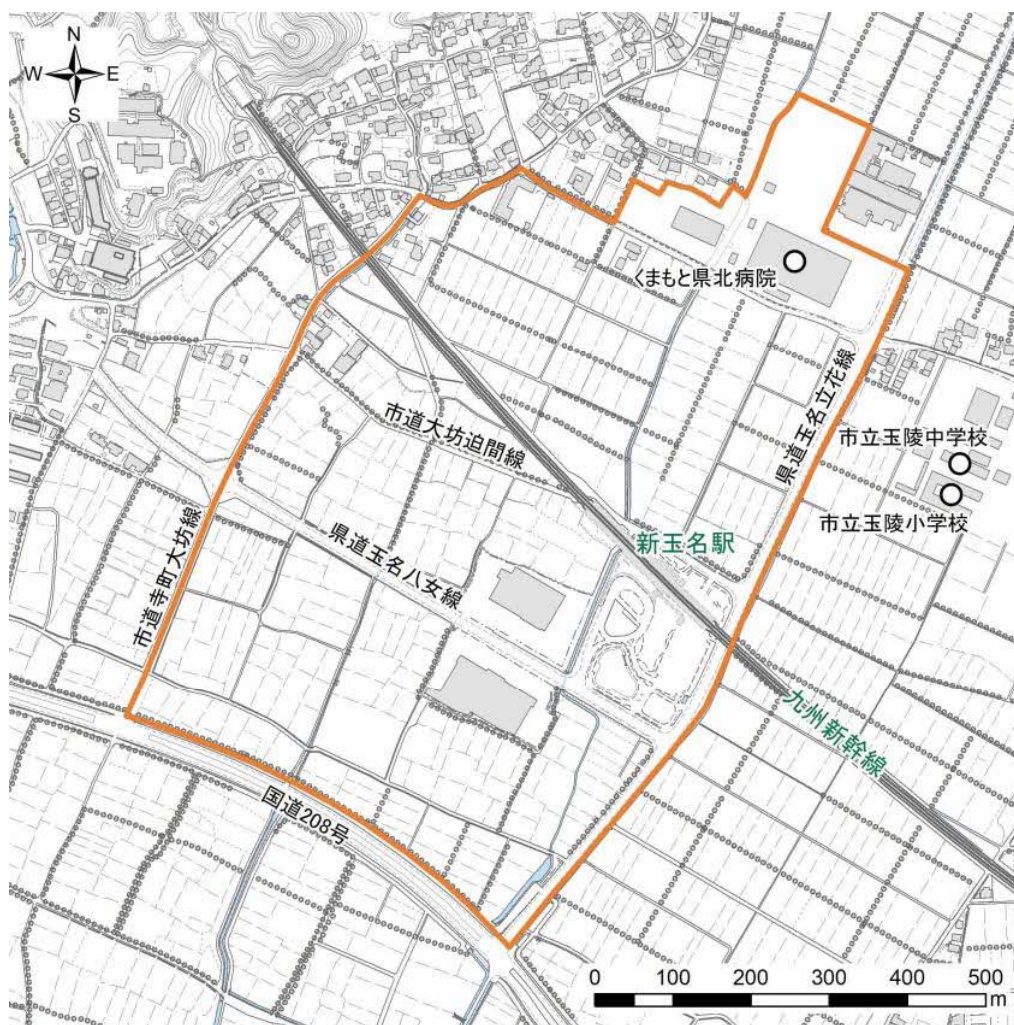 N
W E
S
くまもと県北病院
県道玉名立花線
市立玉陵中学校
市立玉陵小学校
市道大坊迫間線
新玉名駅
県道玉名八女線
市道寺町大坊線
九州新幹線
国道208号
0 100 200 300 400 500
m